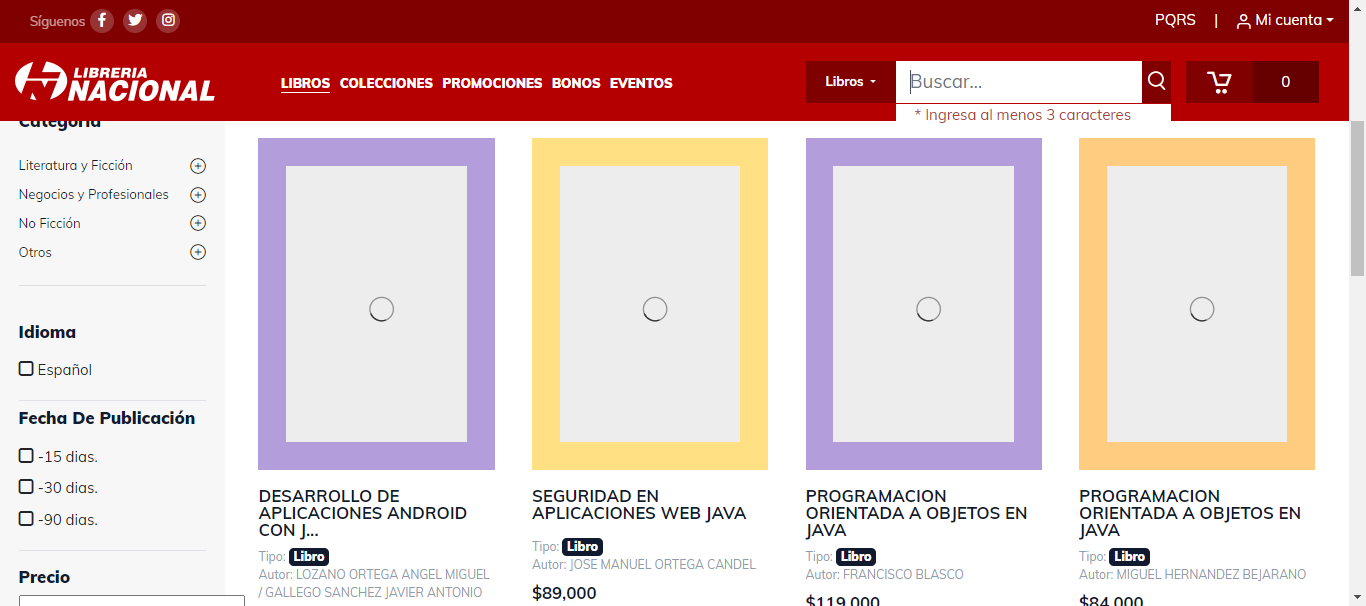 Síguenos
PQRS | Mi cuenta
LIBRERIA
NACIONAL
LIBROS COLECCIONES PROMOCIONES BONOS EVENTOS
Libros
Buscar...
0
* Ingresa al menos 3 caracteres
Categoría
Literatura y Ficción
Negocios y Profesionales
No Ficción
Otros
Idioma
Español
Fecha De Publicación
-15 dias.
-30 dias.
-90 dias.
Precio
DESARROLLO DE
APLICACIONES ANDROID
CON J...
Tipo: Libro
Autor: LOZANO ORTEGA ANGEL MIGUEL
/ GALLEGO SANCHEZ JAVIER ANTONIO
SEGURIDAD EN
APLICACIONES WEB JAVA
Tipo: Libro
Autor: JOSE MANUEL ORTEGA CANDEL
$89,000
PROGRAMACION
ORIENTADA A OBJETOS EN
JAVA
Tipo: Libro
Autor: FRANCISCO BLASCO
$119,000
PROGRAMACION
ORIENTADA A OBJETOS EN
JAVA
Tipo: Libro
Autor: MIGUEL HERNANDEZ BEJARANO
$84,000